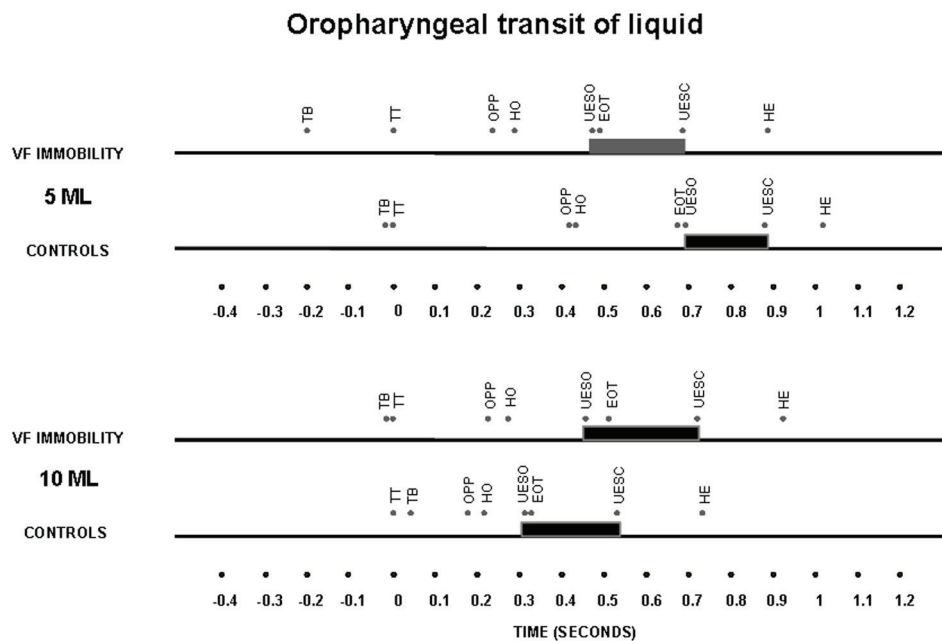 Oropharyngeal transit of liquid
TB TT OPP HO UESO EOT UESC HE
VF IMMOBILITY
5 ML
TB TT OPP HO EOT UESO UESC HE
CONTROLS
-0.4 -0.3 -0.2 -0.1 0 0.1 0.2 0.3 0.4 0.5 0.6 0.7 0.8 0.9 1 1.1 1.2
TB TT OPP HO UESO EOT UESC HE
VF IMMOBILITY
10 ML
TT TB OPP HO UESO EOT UESC HE
CONTROLS
-0.4 -0.3 -0.2 -0.1 0 0.1 0.2 0.3 0.4 0.5 0.6 0.7 0.8 0.9 1 1.1 1.2
TIME (SECONDS)